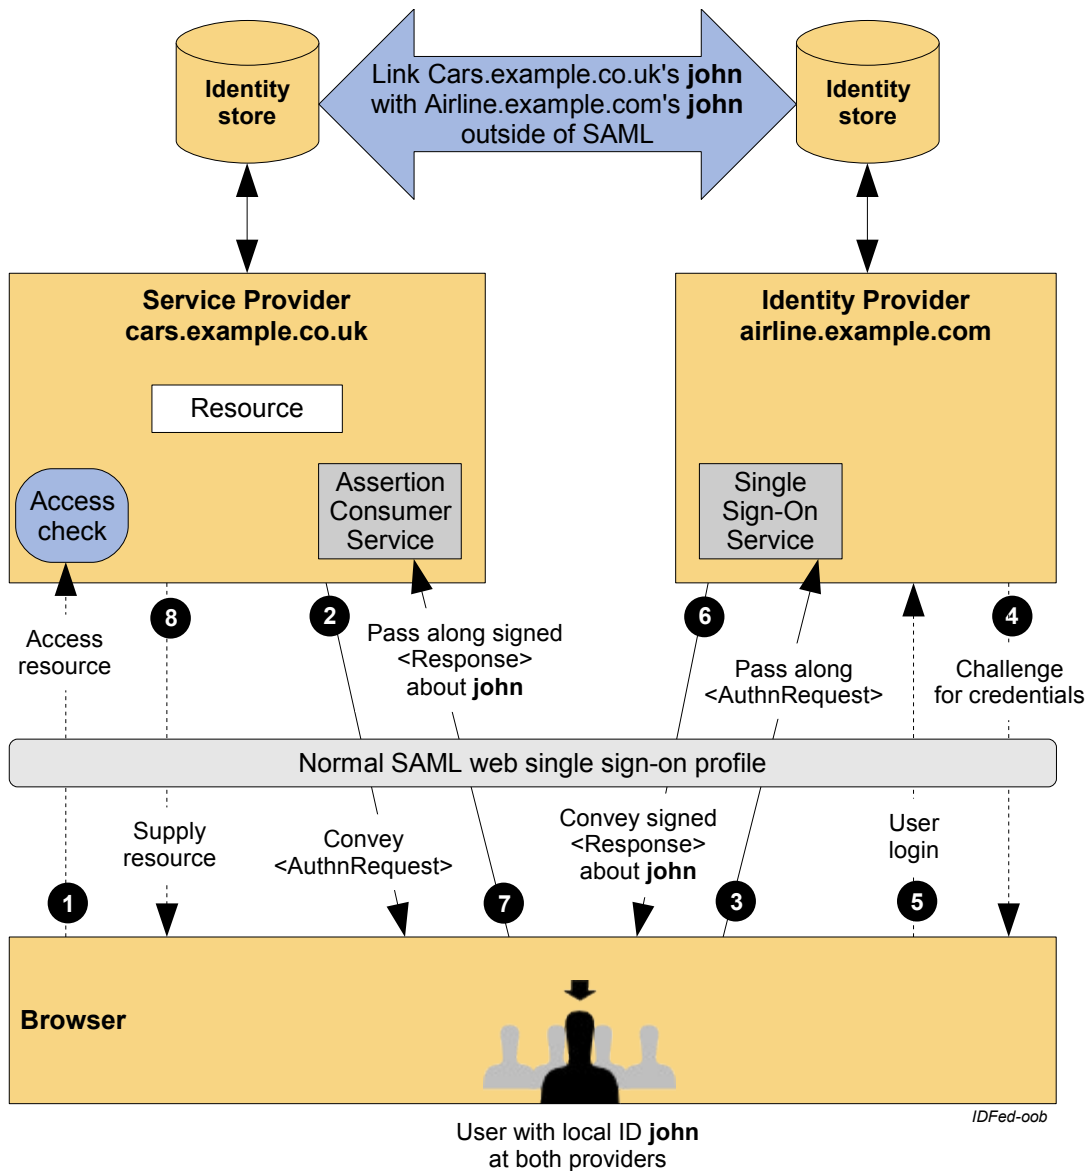 Identity
store
Link Cars.example.co.uk's john
with Airline.example.com's john
outside of SAML
Identity
store
Service Provider
cars.example.co.uk
Identity Provider
airline.example.com
Resource
Access
check
Assertion
Consumer
Service
Single
Sign-On
Service
8
2
6
4
Access
resource
Pass along signed
<Response>
about john
Pass along
<AuthnRequest>
Challenge
for credentials
Normal SAML web single sign-on profile
Supply
resource
Convey
<AuthnRequest>
Convey signed
<Response>
about john
User
login
1
7
3
5
Browser
IDFed-oob
User with local ID john
at both providers